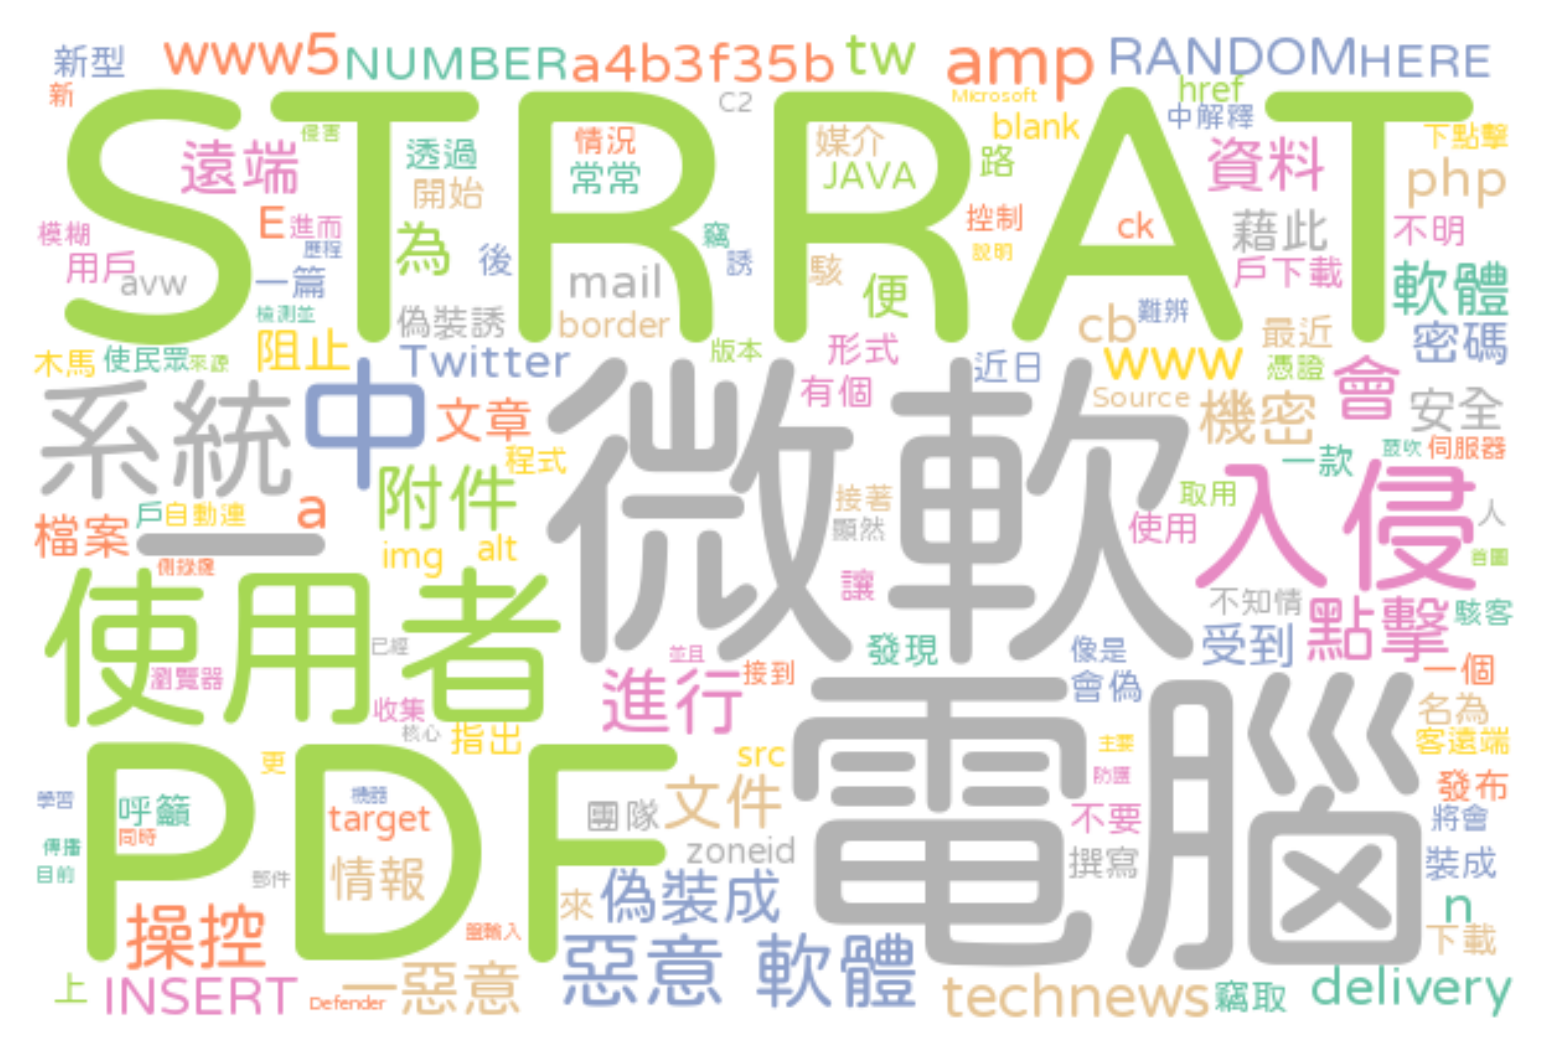 新型 www5 NUMBER a4b3f35b tw amp RANDOM HERE
新 C2 Microsoft href
STRRAT
侵害 情況 媒介 blank 中解釋 下點擊
遠端 透過 常常 JAVA 路 資料 php
開始
模糊 E 進而 為 竊 控制 ck 藉此 不明
用戶 歷程 後 誘 駭 說明 戶下載
avw 一篇 mail 便 軟體
檢測並 偽裝誘 border cb 難辨 最近 密碼
木馬 使民眾 來源 阻止 Twitter 版本 形式 近日 www 憑證
系統 中 文章 微軟 有個 Source 機密 會 安全
程式 一款 鼓吹 伺服器
附件 接著 取用 入侵
檔案 戶 自動連 一 a 顯然 使用 人
側錄鍵 img alt 首圖
使用者 讓 不知情 點擊 駭客
已經 並且 發現 像是 受到
瀏覽器 進行 接到 會偽 一個
收集 電腦 名為
核心 指出 客遠端
PDF 更 src 主要
學習 呼籲 機器 文件 防護 發布
同時 target 團隊 不要 將會
傳播 zoneid 撰寫 裝成
目前 郵件 情報
操控 來 偽裝成 n
盤輸入 下載
上 INSERT Defender 一惡意 惡意 軟體 technews 竊取 delivery